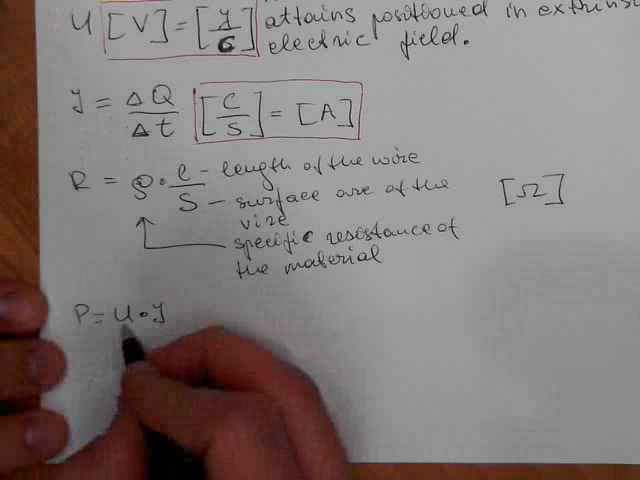 U [V] = [J/C] attains positioned in extrins
electric field.
J = ΔQ/Δt [C/S] = [A]
R = ρ · l/S – length of the wire
– surface are of the wire [Ω]
specific resistance of
the material
P = U · J